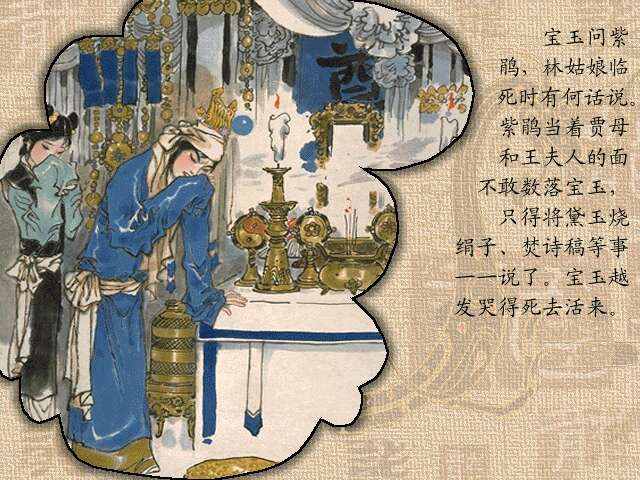 宝玉问紫
鹃、林姑娘临
死时有何话说。
紫鹃当着贾母
和王夫人的面
不敢数落宝玉，
只得将黛玉烧
绢子、焚诗稿等事
一一说了。宝玉越
发哭得死去活来。